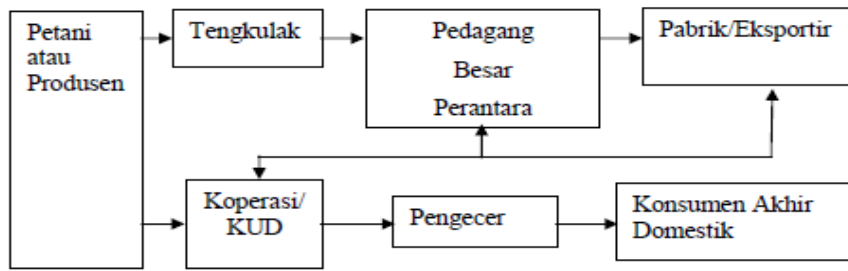 Petani
atau
Produsen
Tengkulak
Pedagang
Besar
Perantara
Pabrik/Eksportir
Koperasi/
KUD
Pengecer
Konsumen Akhir
Domestik